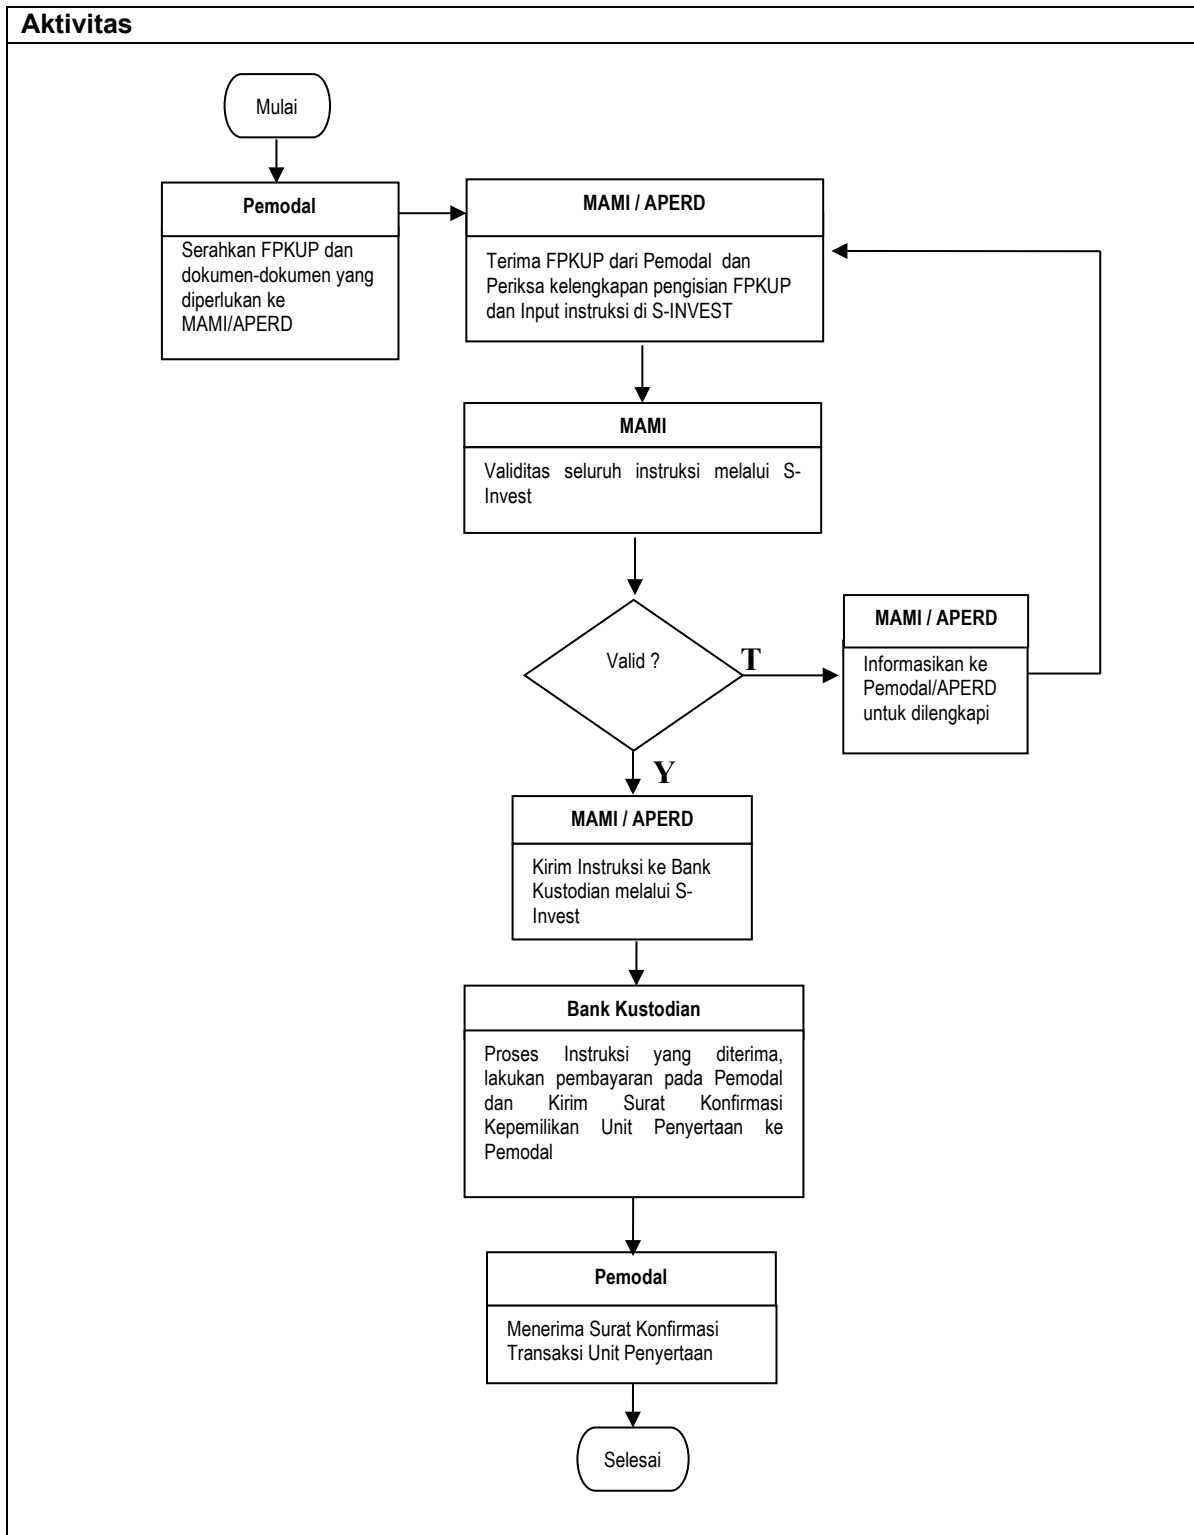 Aktivitas
Mulai
Pemodal
Serahkan FPKUP dan
dokumen-dokumen yang
diperlukan ke
MAMI/APERD
MAMI / APERD
Terima FPKUP dari Pemodal dan
Periksa kelengkapan pengisian FPKUP
dan Input instruksi di S-INVEST
MAMI
Validitas seluruh instruksi melalui S-
Invest
Valid ?
T
MAMI / APERD
Informasikan ke
Pemodal/APERD
untuk dilengkapi
Y
MAMI / APERD
Kirim Instruksi ke Bank
Kustodian melalui S-
Invest
Bank Kustodian
Proses Instruksi yang diterima,
lakukan pembayaran pada Pemodal
dan Kirim Surat Konfirmasi
Kepemilikan Unit Penyertaan ke
Pemodal
Pemodal
Menerima Surat Konfirmasi
Transaksi Unit Penyertaan
Selesai